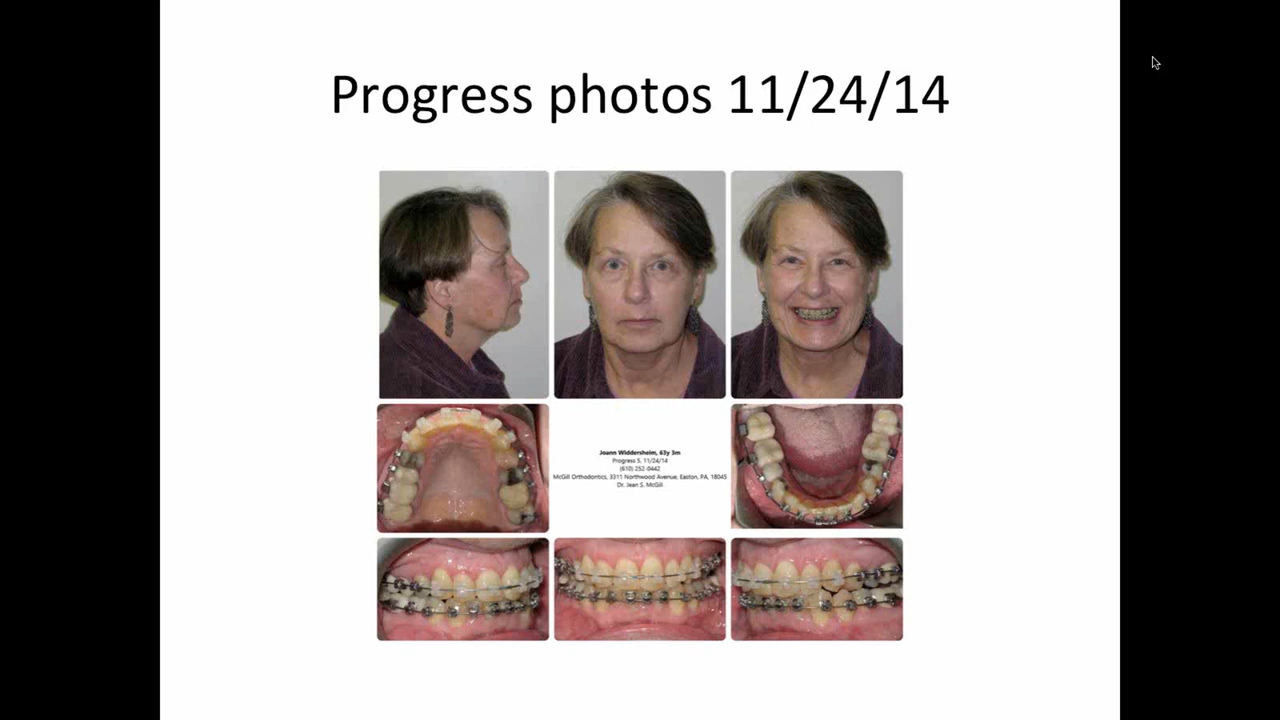 Progress photos 11/24/14
Joann Widdersheim, 63y 3m
Progress 5, 11/24/14
(610) 252-0442
McGill Orthodontics, 3311 Northwood Avenue, Easton, PA, 18045
Dr. Jean S. McGill